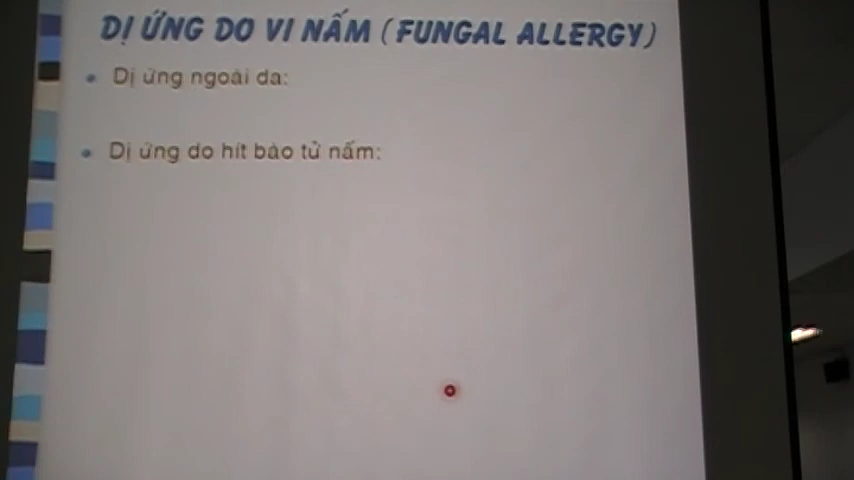 DỊ ỨNG DO VI NẤM (FUNGAL ALLERGY)
Dị ứng ngoài da:
Dị ứng do hít bào tử nấm: